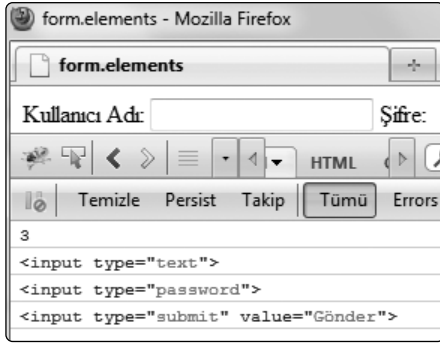 form.elements - Mozilla Firefox
form.elements
Kullanıcı Adı: Şifre:
HTML
Temizle Persist Takip Tümü Errors
3
<input type="text">
<input type="password">
<input type="submit" value="Gönder">